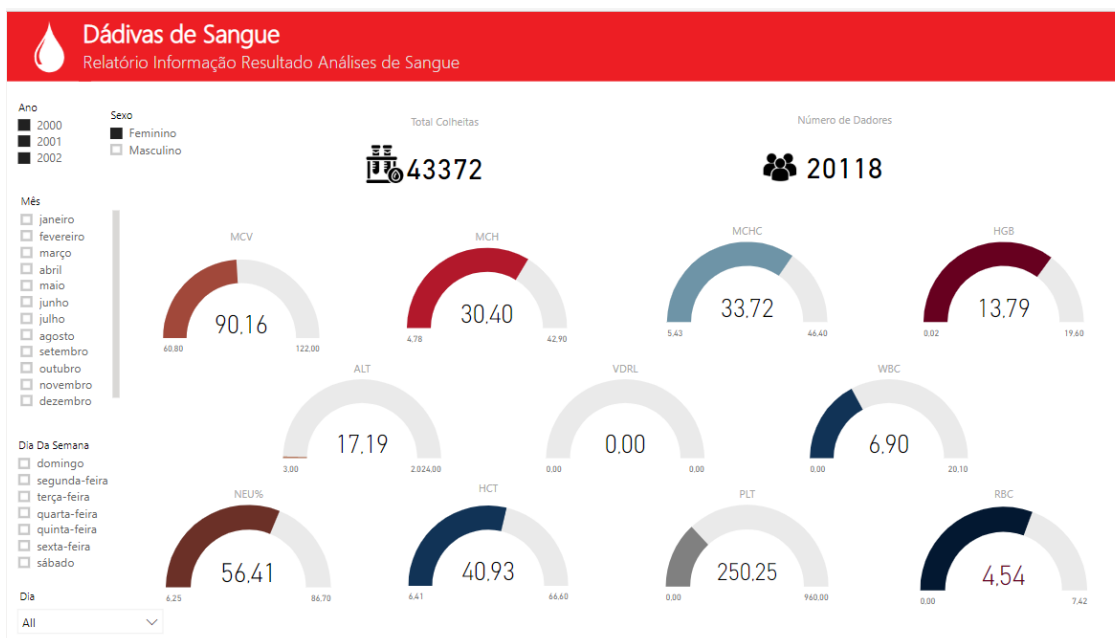 Dádivas de Sangue
Relatório Informação Resultado Análises de Sangue
Ano
2000
2001
2002
Sexo
Feminino
Masculino
Total Colheitas
43372
Número de Dadores
20118
Mês
janeiro
fevereiro
março
abril
maio
junho
julho
agosto
setembro
outubro
novembro
dezembro
MCV
90,16
60,80 122,00
MCH
30,40
4,78 42,90
MCHC
33,72
5,43 46,40
HGB
13,79
0,02 19,60
ALT
17,19
3,00 2.024,00
VDRL
0,00
0,00 0,00
WBC
6,90
0,00 20,10
Dia Da Semana
domingo
segunda-feira
terça-feira
quarta-feira
quinta-feira
sexta-feira
sábado
NEU%
56,41
6,25 86,70
HCT
40,93
6,41 66,60
PLT
250,25
0,00 960,00
RBC
4,54
0,00 7,42
Dia
All